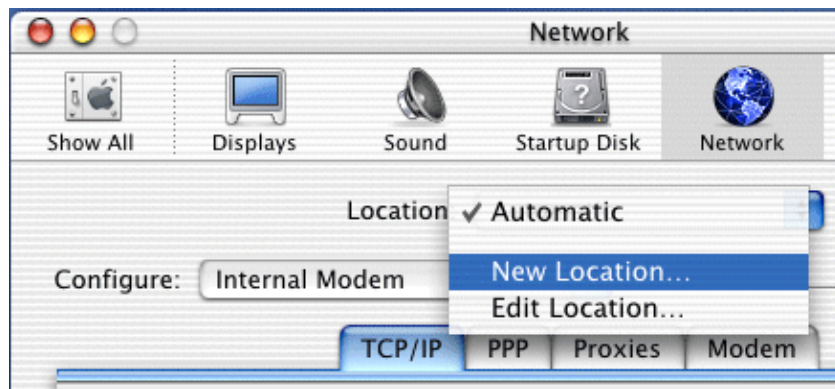 Network
Show All Displays Sound Startup Disk Network
Location
✓ Automatic
New Location...
Configure: Internal Modem
Edit Location...
TCP/IP PPP Proxies Modem